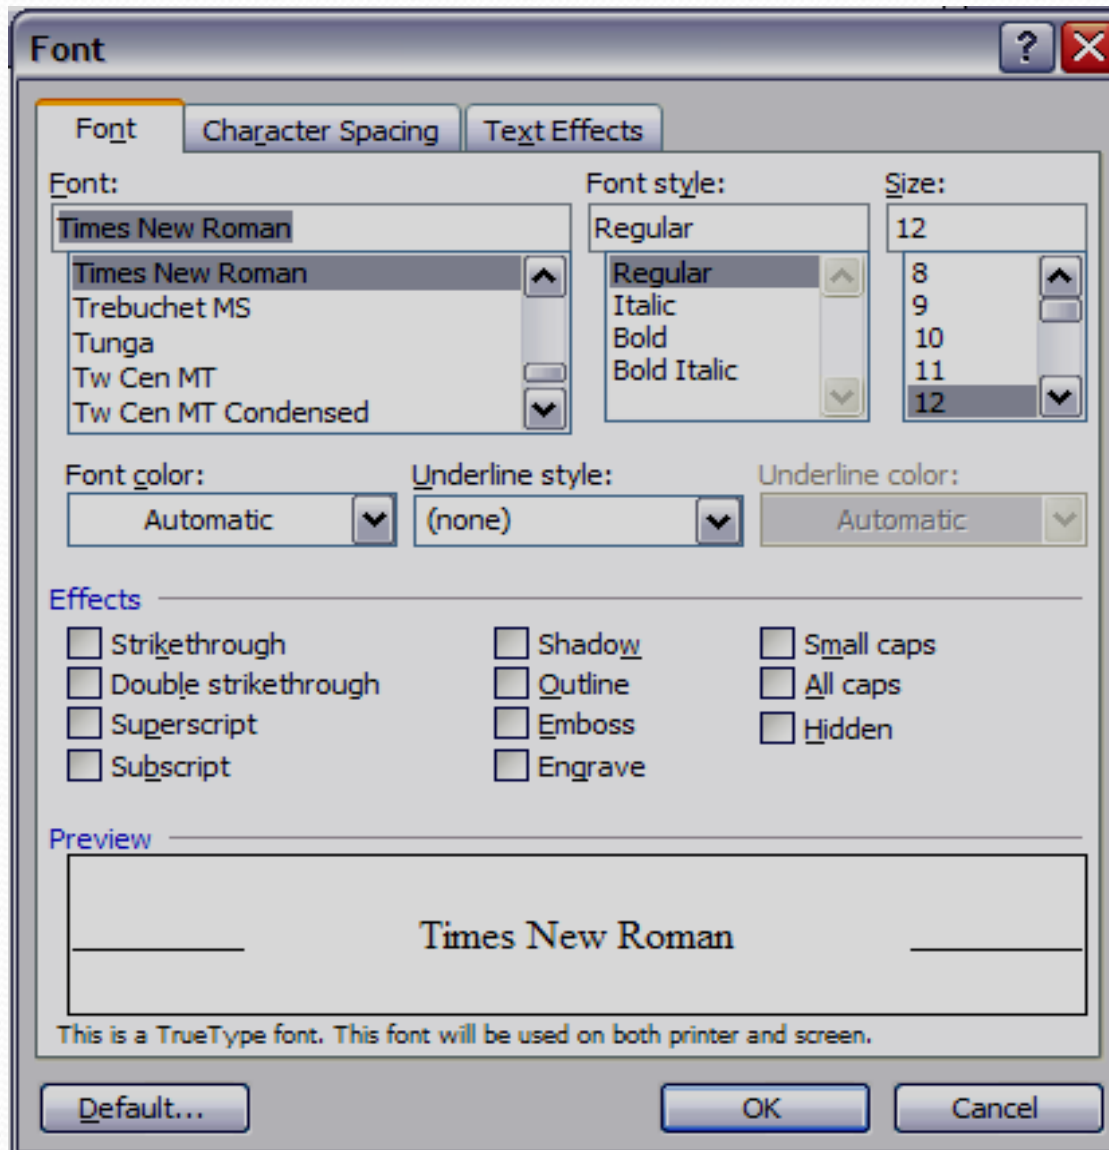 Font
Font Character Spacing Text Effects
Font: Font style: Size:
Times New Roman Regular 12
Times New Roman Regular 8
Trebuchet MS Italic 9
Tunga Bold 10
Tw Cen MT Bold Italic 11
Tw Cen MT Condensed 12
Font color: Underline style: Underline color:
Automatic (none) Automatic
Effects
Strikethrough Shadow Small caps
Double strikethrough Outline All caps
Superscript Emboss Hidden
Subscript Engrave
Preview
Times New Roman
This is a TrueType font. This font will be used on both printer and screen.
Default... OK Cancel